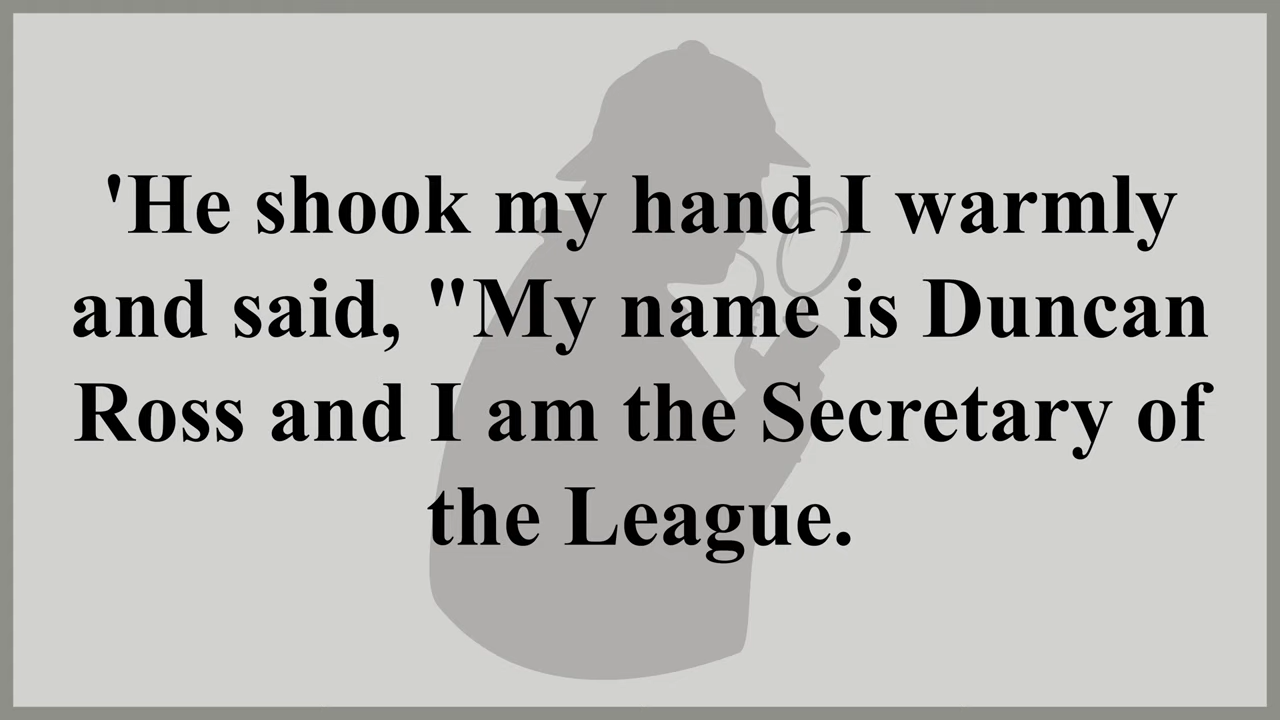 'He shook my hand I warmly
and said, "My name is Duncan
Ross and I am the Secretary of
the League.